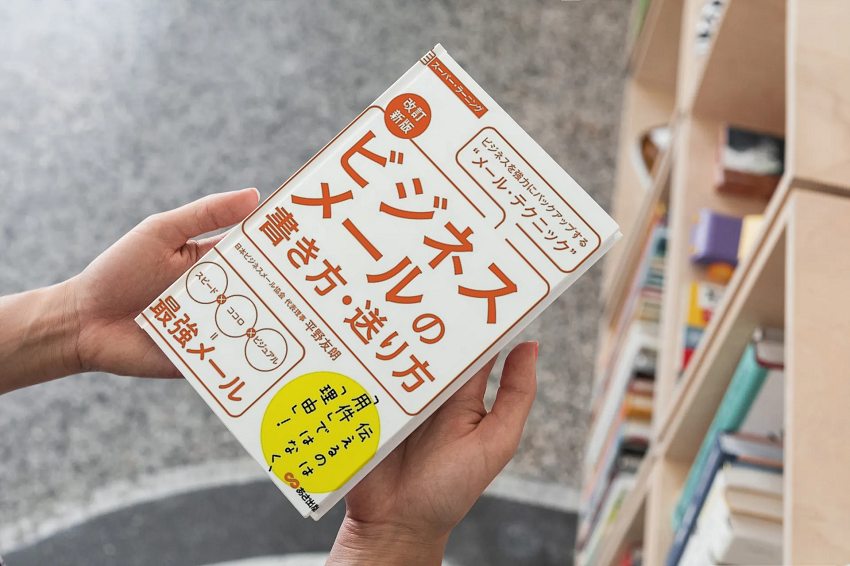 スーパー・ラーニング
改訂
新版
ビジネスを強力にバックアップする
“メール・テクニック”
ビジネス
メールの
書き方・送り方
日本ビジネスメール協会 代表理事 平野友朗
スピード×ココロ×ビジュアル
=
最強メール
伝えるのは
「用件」ではなく、
「理由」!
あさ出版